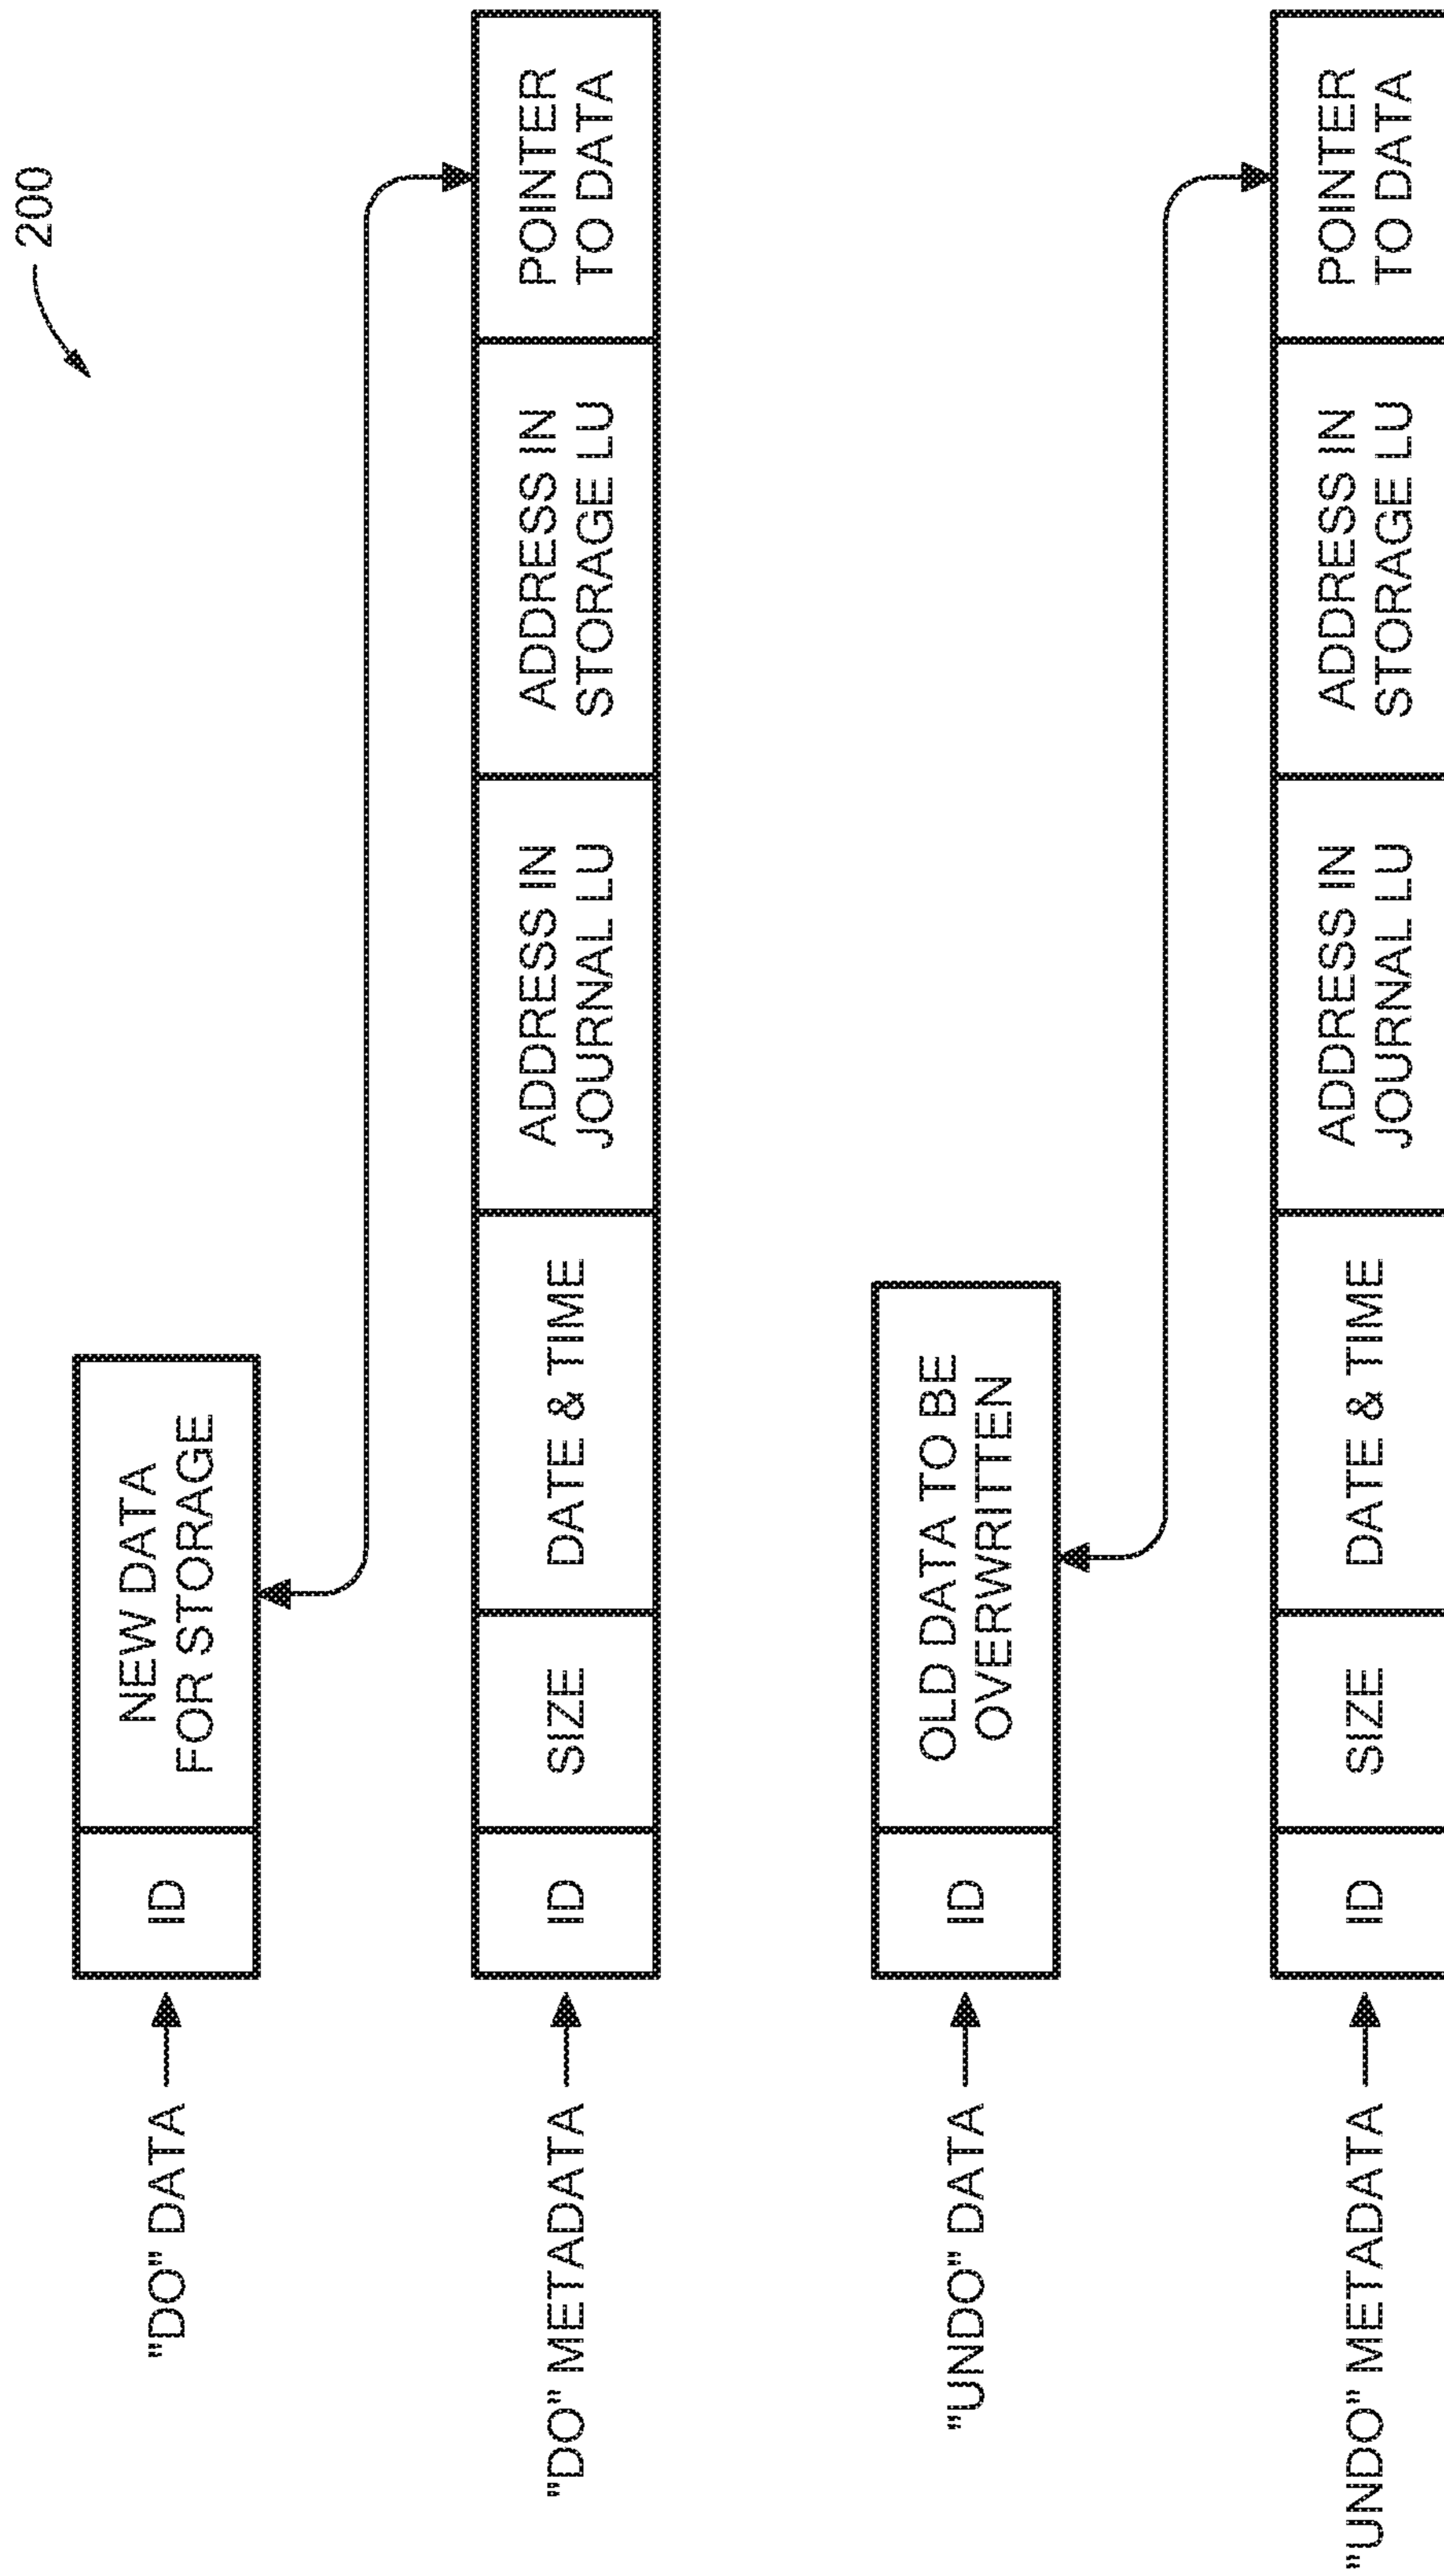 200
"DO" DATA
ID
NEW DATA
FOR STORAGE
"DO" METADATA
ID
SIZE
DATE & TIME
ADDRESS IN
JOURNAL LU
ADDRESS IN
STORAGE LU
POINTER
TO DATA
"UNDO" DATA
ID
OLD DATA TO BE
OVERWRITTEN
"UNDO" METADATA
ID
SIZE
DATE & TIME
ADDRESS IN
JOURNAL LU
ADDRESS IN
STORAGE LU
POINTER
TO DATA